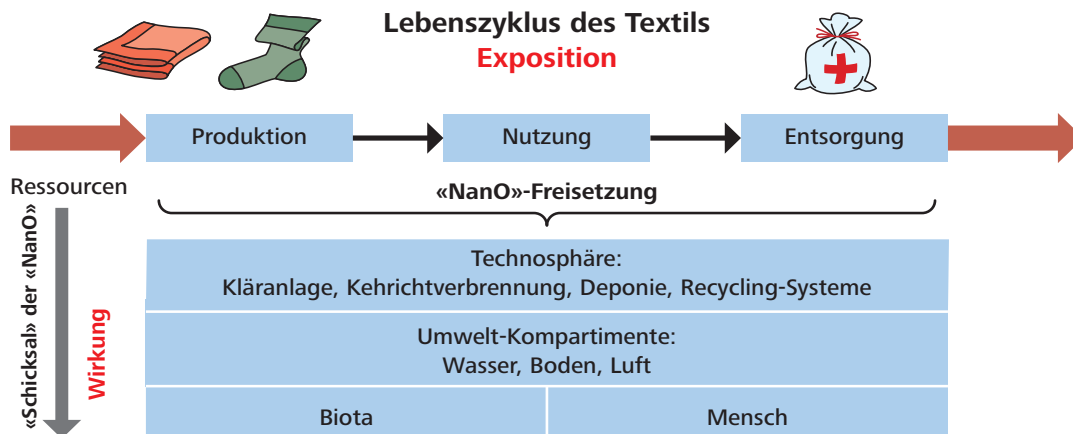 Lebenszyklus des Textils
Exposition
Produktion
Nutzung
Entsorgung
Ressourcen
«NanO»-Freisetzung
«Schicksal» der «NanO»
Wirkung
Technosphäre:
Kläranlage, Kehrichtverbrennung, Deponie, Recycling-Systeme
Umwelt-Kompartimente:
Wasser, Boden, Luft
Biota
Mensch